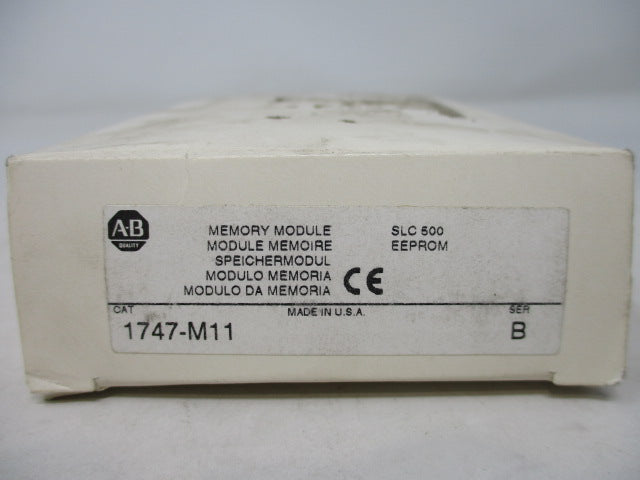 A-B
QUALITY
MEMORY MODULE SLC 500
MODULE MEMOIRE EEPROM
SPEICHERMODUL
MODULO MEMORIA
MODULO DA MEMORIA
CE
CAT MADE IN U.S.A. SER
1747-M11 B